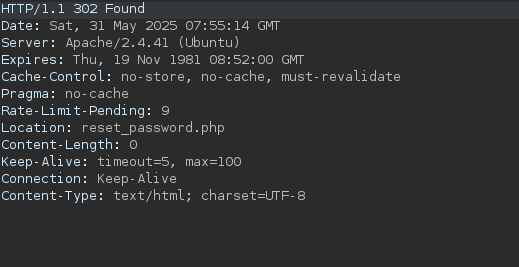 HTTP/1.1 302 Found
Date: Sat, 31 May 2025 07:55:14 GMT
Server: Apache/2.4.41 (Ubuntu)
Expires: Thu, 19 Nov 1981 08:52:00 GMT
Cache-Control: no-store, no-cache, must-revalidate
Pragma: no-cache
Rate-Limit-Pending: 9
Location: reset_password.php
Content-Length: 0
Keep-Alive: timeout=5, max=100
Connection: Keep-Alive
Content-Type: text/html; charset=UTF-8